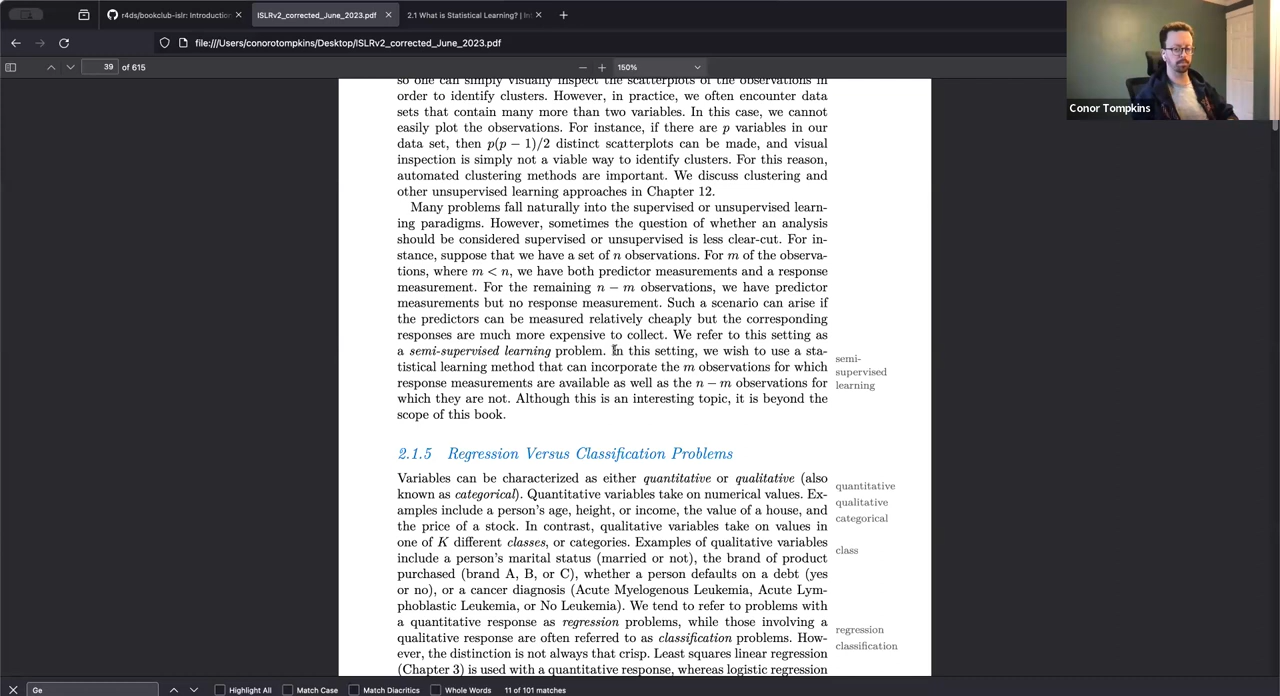 r4ds/bookclub-islr: Introduction
ISLRv2_corrected_June_2023.pdf
2.1 What is Statistical Learning? | In
file:///Users/conorotompkins/Desktop/ISLRv2_corrected_June_2023.pdf
39 of 615
150%
Conor Tompkins
so one can simply visually inspect the scatterplots of the observations in
order to identify clusters. However, in practice, we often encounter data
sets that contain many more than two variables. In this case, we cannot
easily plot the observations. For instance, if there are p variables in our
data set, then p(p − 1)/2 distinct scatterplots can be made, and visual
inspection is simply not a viable way to identify clusters. For this reason,
automated clustering methods are important. We discuss clustering and
other unsupervised learning approaches in Chapter 12.
Many problems fall naturally into the supervised or unsupervised learn-
ing paradigms. However, sometimes the question of whether an analysis
should be considered supervised or unsupervised is less clear-cut. For in-
stance, suppose that we have a set of n observations. For m of the observa-
tions, where m < n, we have both predictor measurements and a response
measurement. For the remaining n − m observations, we have predictor
measurements but no response measurement. Such a scenario can arise if
the predictors can be measured relatively cheaply but the corresponding
responses are much more expensive to collect. We refer to this setting as
a semi-supervised learning problem. In this setting, we wish to use a sta-
tistical learning method that can incorporate the m observations for which
response measurements are available as well as the n − m observations for
which they are not. Although this is an interesting topic, it is beyond the
scope of this book.
semi-
supervised
learning
2.1.5 Regression Versus Classification Problems
Variables can be characterized as either quantitative or qualitative (also
known as categorical). Quantitative variables take on numerical values. Ex-
amples include a person's age, height, or income, the value of a house, and
the price of a stock. In contrast, qualitative variables take on values in
one of K different classes, or categories. Examples of qualitative variables
include a person's marital status (married or not), the brand of product
purchased (brand A, B, or C), whether a person defaults on a debt (yes
or no), or a cancer diagnosis (Acute Myelogenous Leukemia, Acute Lym-
phoblastic Leukemia, or No Leukemia). We tend to refer to problems with
a quantitative response as regression problems, while those involving a
qualitative response are often referred to as classification problems. How-
ever, the distinction is not always that crisp. Least squares linear regression
(Chapter 3) is used with a quantitative response, whereas logistic regression
quantitative
qualitative
categorical
class
regression
classification
Ge
Highlight All
Match Case
Match Diacritics
Whole Words
11 of 101 matches